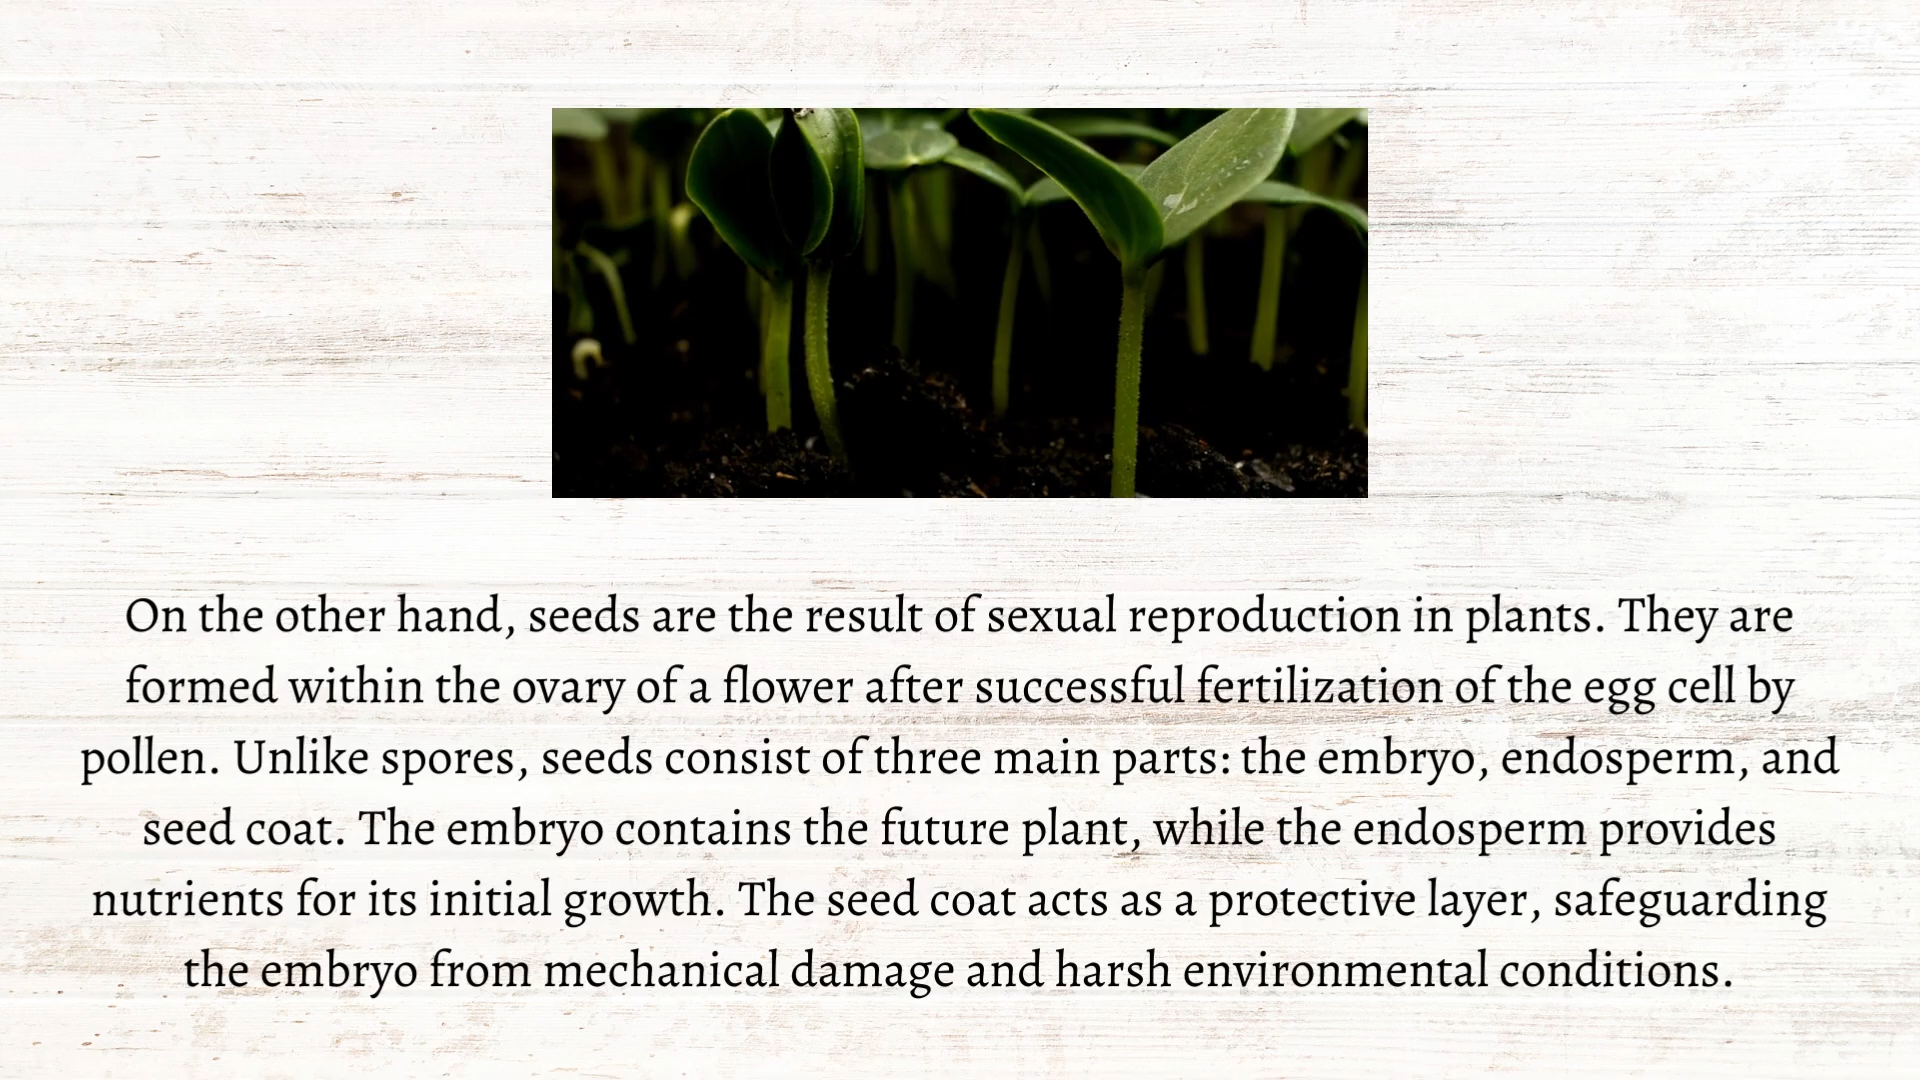 On the other hand, seeds are the result of sexual reproduction in plants. They are
formed within the ovary of a flower after successful fertilization of the egg cell by
pollen. Unlike spores, seeds consist of three main parts: the embryo, endosperm, and
seed coat. The embryo contains the future plant, while the endosperm provides
nutrients for its initial growth. The seed coat acts as a protective layer, safeguarding
the embryo from mechanical damage and harsh environmental conditions.